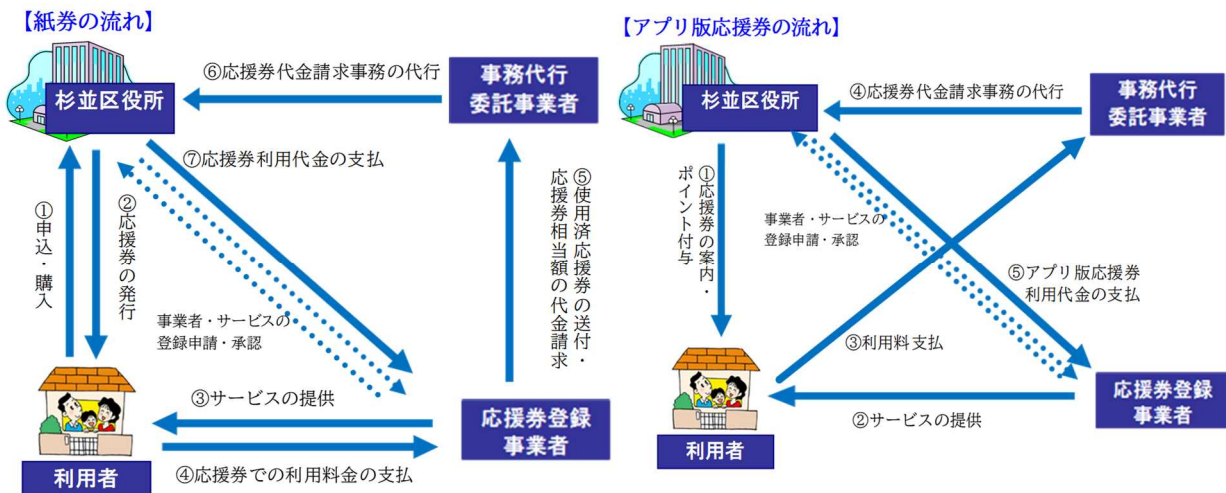 【紙券の流れ】
杉並区役所
⑥応援券代金請求事務の代行
事務代行
委託事業者
⑦応援券利用代金の支払
①申込・購入
②応援券の発行
⑤使用済応援券の送付・
応援券相当額の代金請求
事業者・サービスの
登録申請・承認
③サービスの提供
応援券登録
事業者
利用者
④応援券での利用料金の支払
【アプリ版応援券の流れ】
杉並区役所
④応援券代金請求事務の代行
事務代行
委託事業者
①応援券の案内・
ポイント付与
事業者・サービスの
登録申請・承認
⑤アプリ版応援券
利用代金の支払
③利用料支払
②サービスの提供
応援券登録
事業者
利用者